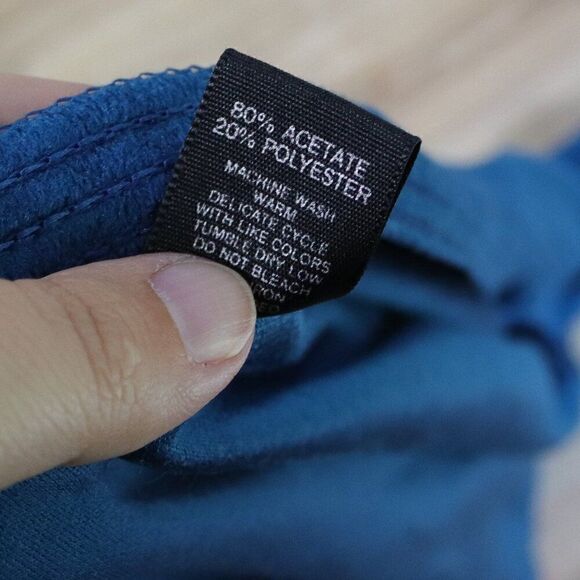 80% ACETATE
20% POLYESTER
MACHINE WASH
WARM
DELICATE CYCLE
WITH LIKE COLORS
TUMBLE DRY LOW
DO NOT BLEACH